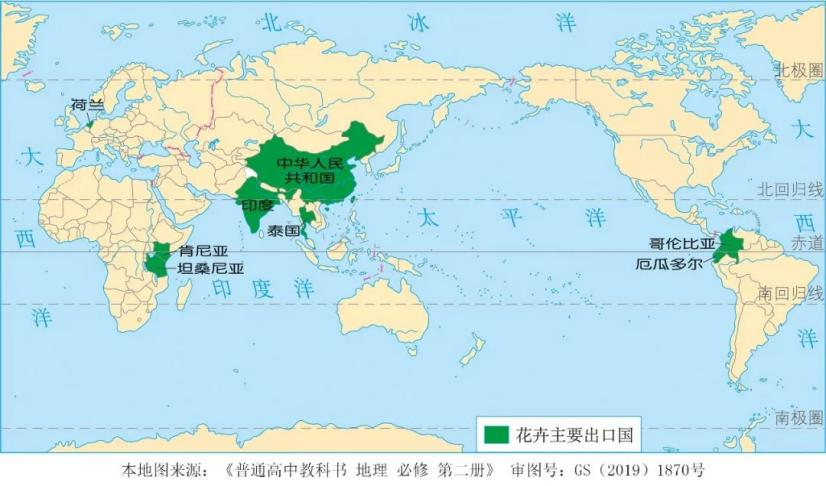 北冰洋
北极圈
荷兰
大西洋
中华人民
共和国
大西洋
北回归线
印度
泰国
太平洋
哥伦比亚
赤道
肯尼亚
坦桑尼亚
厄瓜多尔
印度洋
南回归线
南极圈
花卉主要出口国
本地图来源：《普通高中教科书 地理 必修 第二册》 审图号：GS（2019）1870号